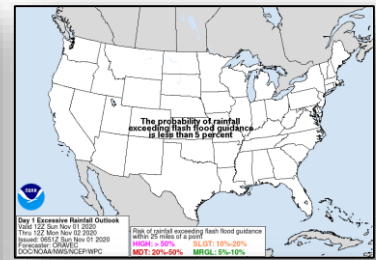 The probability of rainfall
exceeding flash flood guidance
is less than 5 percent
NOAA
Day 1 Excessive Rainfall Outlook
Valid 12Z Sun Nov 01 2020
Thru 12Z Mon Nov 02 2020
Issued: 0651Z Sun Nov 01 2020
Forecaster: ORAVEC
DOC/NOAA/NWS/NCEP/WPC
Risk of rainfall exceeding flash flood guidance
within 25 miles of a point
HIGH: > 50% SLGT: 10%-20%
MDT: 20%-50% MRGL: 5%-10%